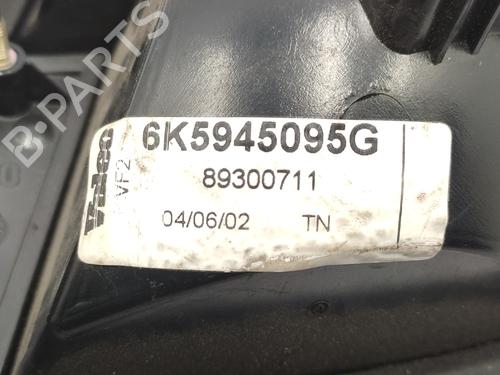 B-PARTS
Valeo
VF2
6K5945095G
89300711
04/06/02 TN